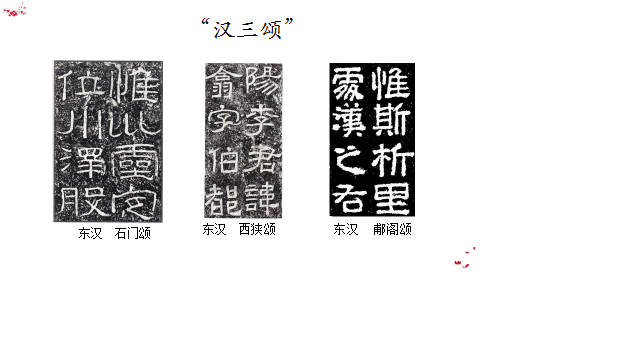 “汉三颂”
惟巛靈定
位川澤股
东汉 石门颂
陽李君諱
翕字伯都
东汉 西狭颂
惟斯析里
處漢之右
东汉 郙阁颂